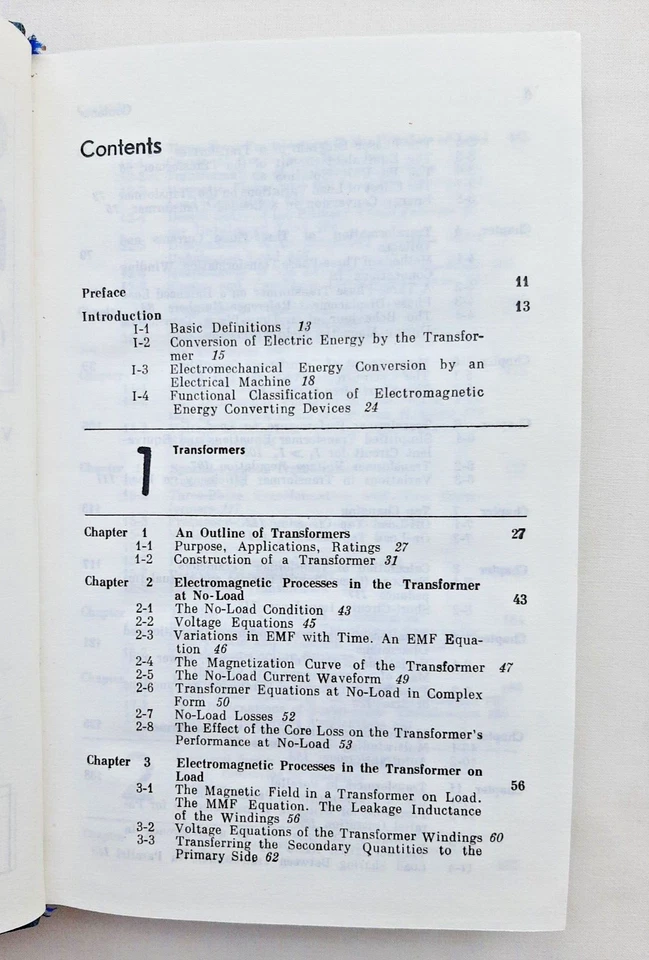 Contents
Preface 11
Introduction 13
I-1 Basic Definitions 13
I-2 Conversion of Electric Energy by the Transfor-
mer 15
I-3 Electromechanical Energy Conversion by an
Electrical Machine 18
I-4 Functional Classification of Electromagnetic
Energy Converting Devices 24
1 Transformers
Chapter 1 An Outline of Transformers 27
1-1 Purpose, Applications, Ratings 27
1-2 Construction of a Transformer 31
Chapter 2 Electromagnetic Processes in the Transformer
at No-Load 43
2-1 The No-Load Condition 43
2-2 Voltage Equations 45
2-3 Variations in EMF with Time. An EMF Equa-
tion 46
2-4 The Magnetization Curve of the Transformer 47
2-5 The No-Load Current Waveform 49
2-6 Transformer Equations at No-Load in Complex
Form 50
2-7 No-Load Losses 52
2-8 The Effect of the Core Loss on the Transformer's
Performance at No-Load 53
Chapter 3 Electromagnetic Processes in the Transformer on
Load 56
3-1 The Magnetic Field in a Transformer on Load.
The MMF Equation. The Leakage Inductance
of the Windings 56
3-2 Voltage Equations of the Transformer Windings 60
3-3 Transferring the Secondary Quantities to the
Primary Side 62